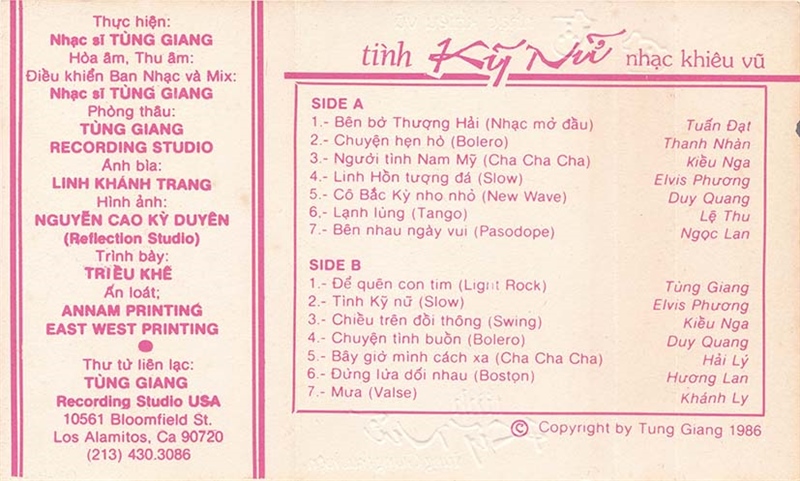 Thực hiện:
Nhạc sĩ TÙNG GIANG
Hòa âm, Thu âm:
Điều khiển Ban Nhạc và Mix:
Nhạc sĩ TÙNG GIANG
Phòng thâu:
TÙNG GIANG
RECORDING STUDIO
Ảnh bìa:
LINH KHÁNH TRANG
Hình ảnh:
NGUYỄN CAO KỲ DUYÊN
(Reflection Studio)
Trình bày:
TRIỀU KHÊ
Ấn loát;
ANNAM PRINTING
EAST WEST PRINTING
Thư từ liên lạc:
TÙNG GIANG
Recording Studio USA
10561 Bloomfield St.
Los Alamitos, Ca 90720
(213) 430.3086
tình Kỹ Nữ nhạc khiêu vũ
SIDE A
1.- Bên bờ Thượng Hải (Nhạc mở đầu) Tuấn Đạt
2.- Chuyện hẹn hò (Bolero) Thanh Nhàn
3.- Người tình Nam Mỹ (Cha Cha Cha) Kiều Nga
4.- Linh Hồn tượng đá (Slow) Elvis Phương
5.- Cô Bắc Kỳ nho nhỏ (New Wave) Duy Quang
6.- Lạnh lùng (Tango) Lệ Thu
7.- Bên nhau ngày vui (Pasodope) Ngọc Lan
SIDE B
1.- Để quên con tim (Light Rock) Tùng Giang
2.- Tình Kỹ nữ (Slow) Elvis Phương
3.- Chiều trên đồi thông (Swing) Kiều Nga
4.- Chuyện tình buồn (Bolero) Duy Quang
5.- Bây giờ mình cách xa (Cha Cha Cha) Hải Lý
6.- Đừng lừa dối nhau (Boston) Hương Lan
7.- Mưa (Valse) Khánh Ly
© Copyright by Tung Giang 1986